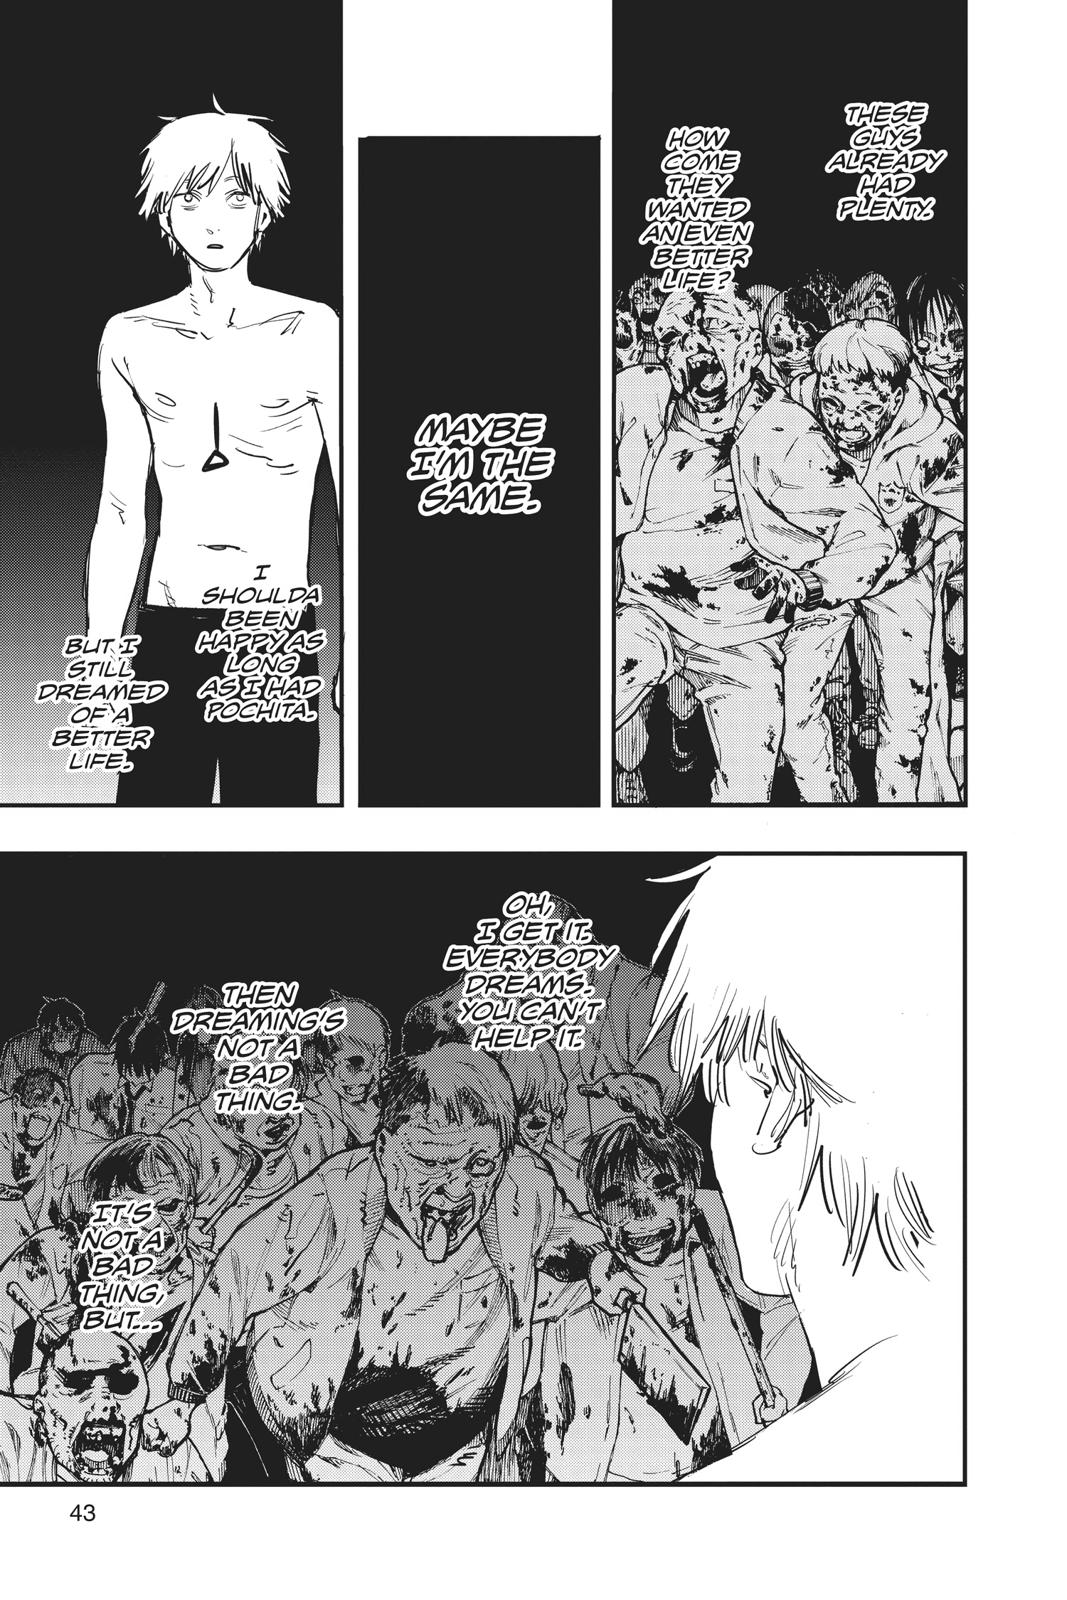 THESE
GUYS
ALREADY
HAD
PLENTY.
HOW
COME
THEY
WANTED
AN EVEN
BETTER
LIFE?
MAYBE
I'M THE
SAME.
I
SHOULDA
BEEN
HAPPY AS
LONG
AS I HAD
POCHITA.
BUT I
STILL
DREAMED
OF A
BETTER
LIFE.
OH,
I GET IT.
EVERYBODY
DREAMS.
YOU CAN'T
HELP IT.
THEN
DREAMING'S
NOT A
BAD
THING.
IT'S
NOT A
BAD
THING,
BUT...
43